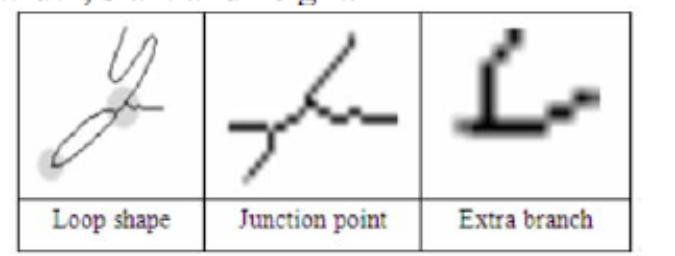 Loop shape
Junction point
Extra branch